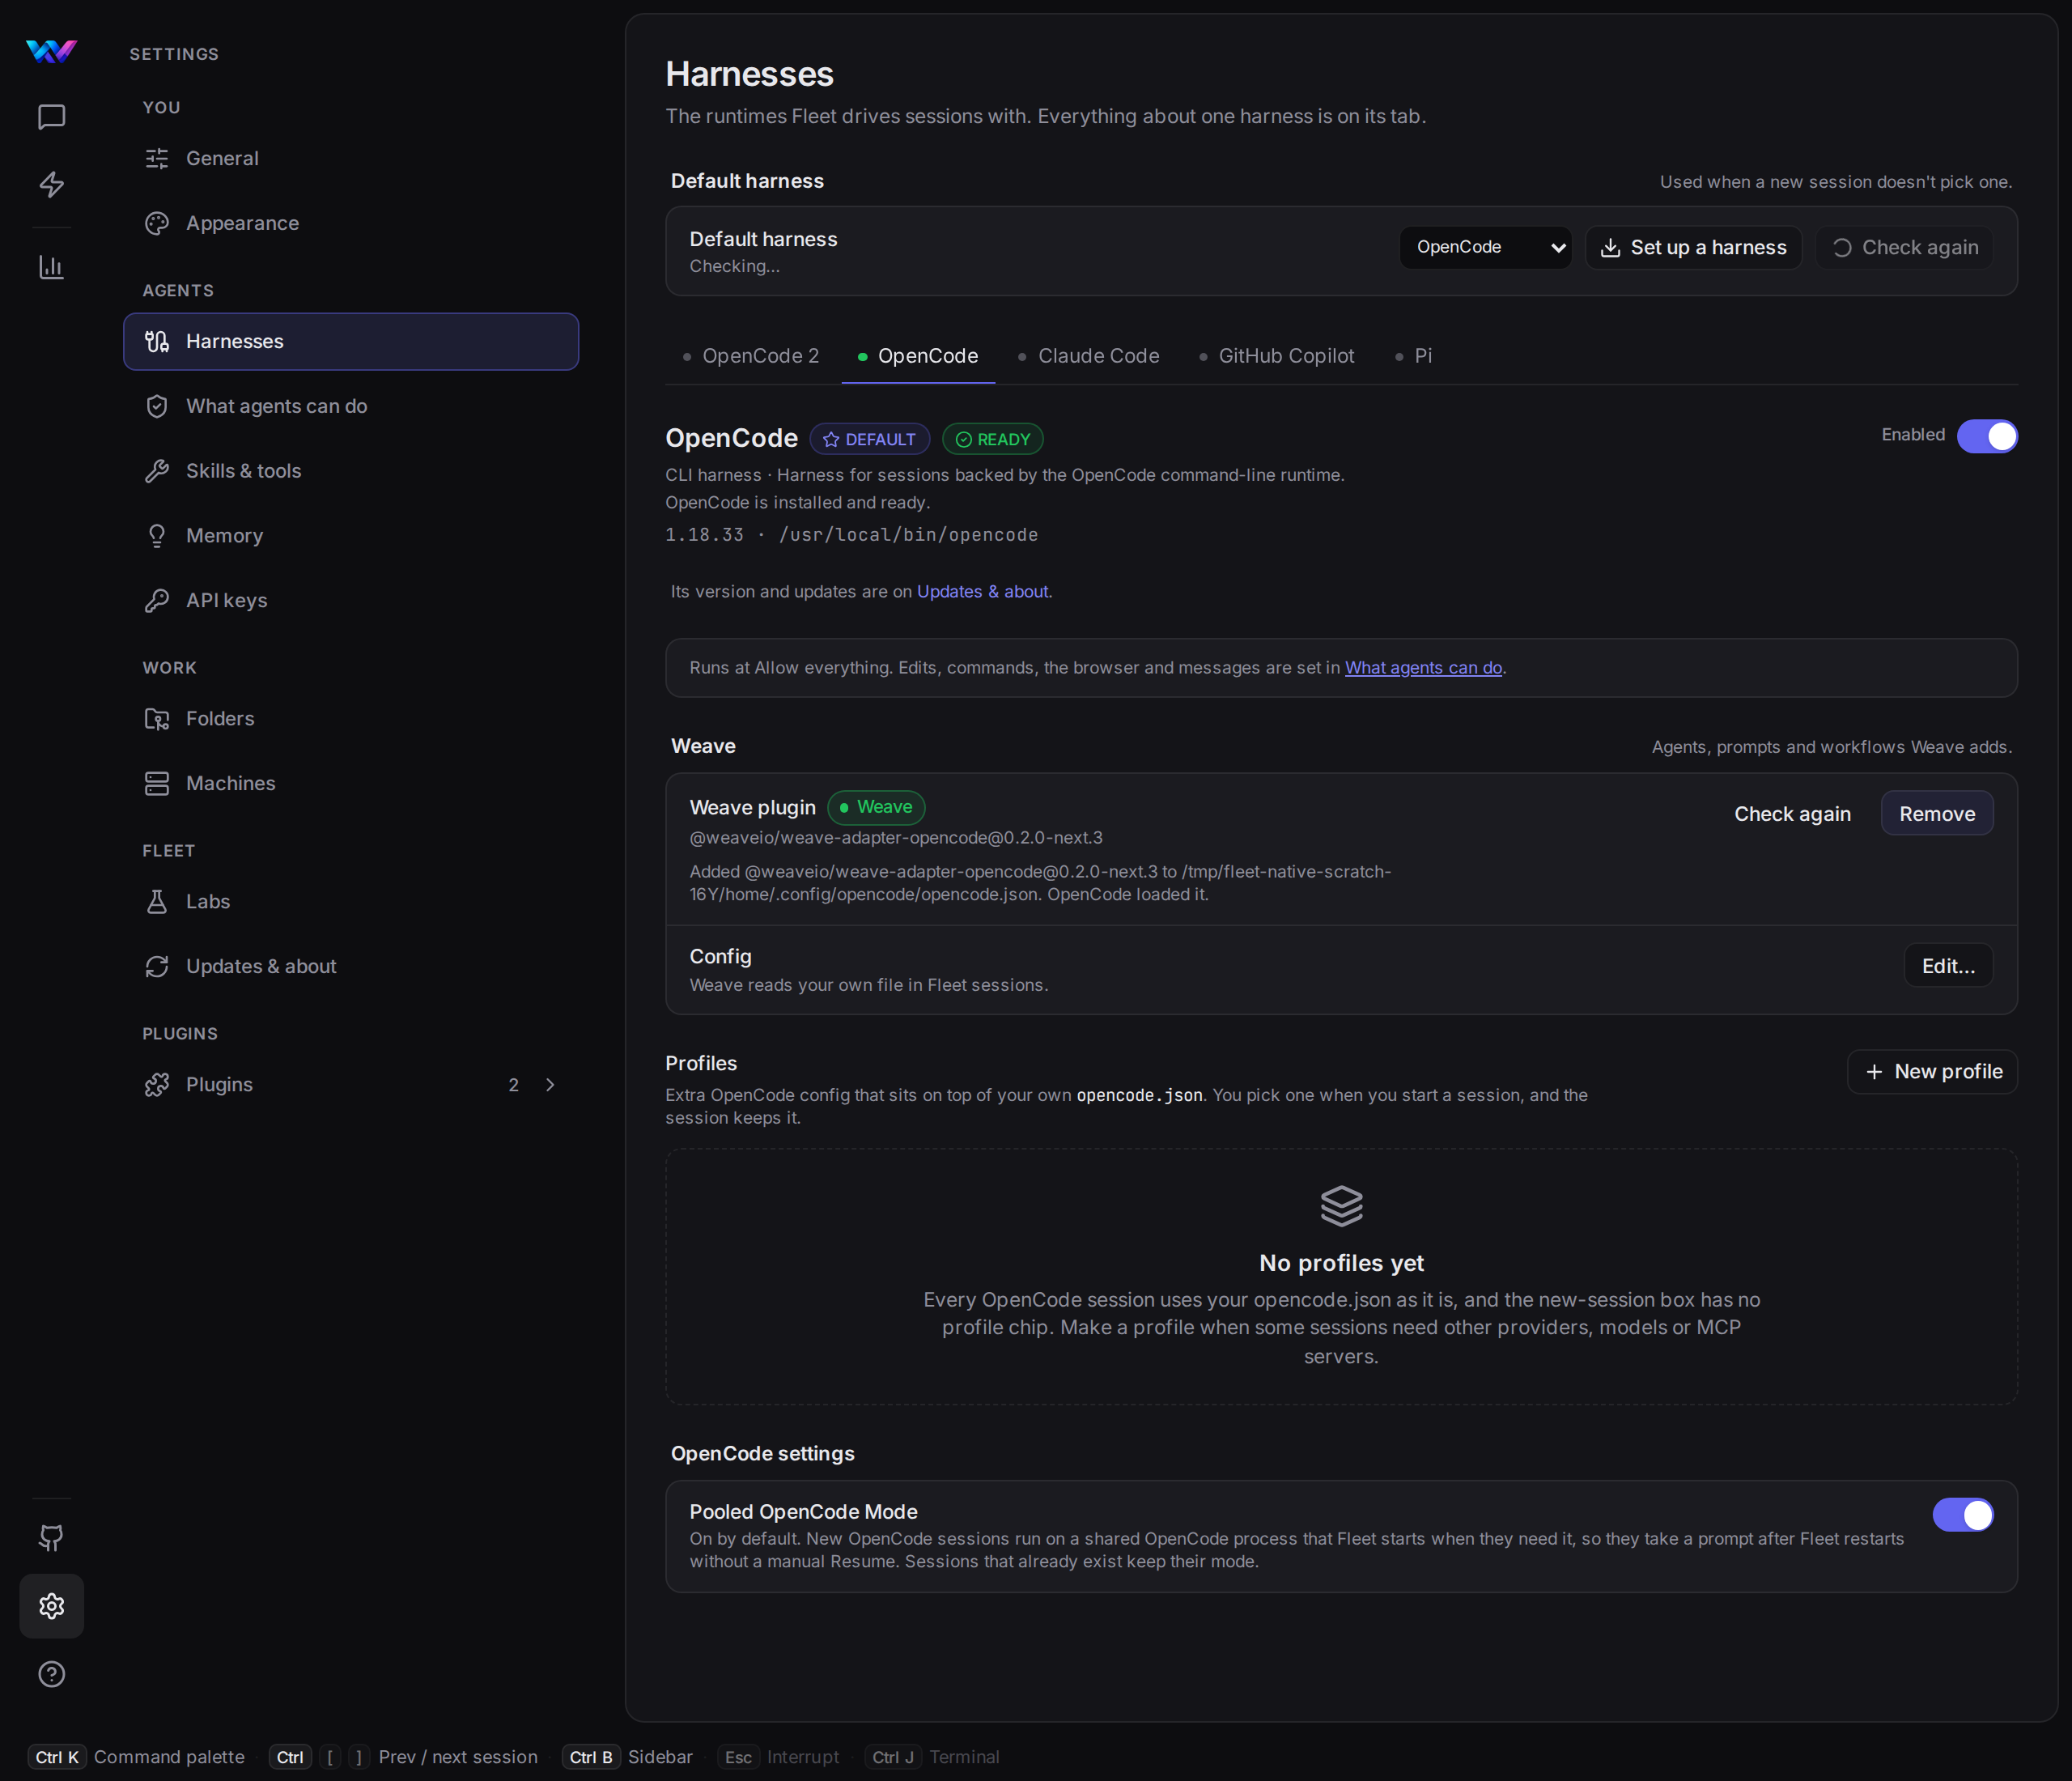 SETTINGS
YOU
General
Appearance
AGENTS
Harnesses
What agents can do
Skills & tools
Memory
API keys
WORK
Folders
Machines
FLEET
Labs
Updates & about
PLUGINS
Plugins 2
Harnesses
The runtimes Fleet drives sessions with. Everything about one harness is on its tab.
Default harness
Used when a new session doesn't pick one.
Default harness
Checking...
OpenCode
Set up a harness
Check again
OpenCode 2
OpenCode
Claude Code
GitHub Copilot
Pi
OpenCode
DEFAULT
READY
Enabled
CLI harness · Harness for sessions backed by the OpenCode command-line runtime.
OpenCode is installed and ready.
1.18.33 · /usr/local/bin/opencode
Its version and updates are on Updates & about.
Runs at Allow everything. Edits, commands, the browser and messages are set in What agents can do.
Weave
Agents, prompts and workflows Weave adds.
Weave plugin
Weave
Check again
Remove
@weaveio/weave-adapter-opencode@0.2.0-next.3
Added @weaveio/weave-adapter-opencode@0.2.0-next.3 to /tmp/fleet-native-scratch-
16Y/home/.config/opencode/opencode.json. OpenCode loaded it.
Config
Weave reads your own file in Fleet sessions.
Edit...
Profiles
New profile
Extra OpenCode config that sits on top of your own opencode.json. You pick one when you start a session, and the
session keeps it.
No profiles yet
Every OpenCode session uses your opencode.json as it is, and the new-session box has no
profile chip. Make a profile when some sessions need other providers, models or MCP
servers.
OpenCode settings
Pooled OpenCode Mode
On by default. New OpenCode sessions run on a shared OpenCode process that Fleet starts when they need it, so they take a prompt after Fleet restarts
without a manual Resume. Sessions that already exist keep their mode.
Ctrl K Command palette · Ctrl [ ] Prev / next session · Ctrl B Sidebar · Esc Interrupt · Ctrl J Terminal